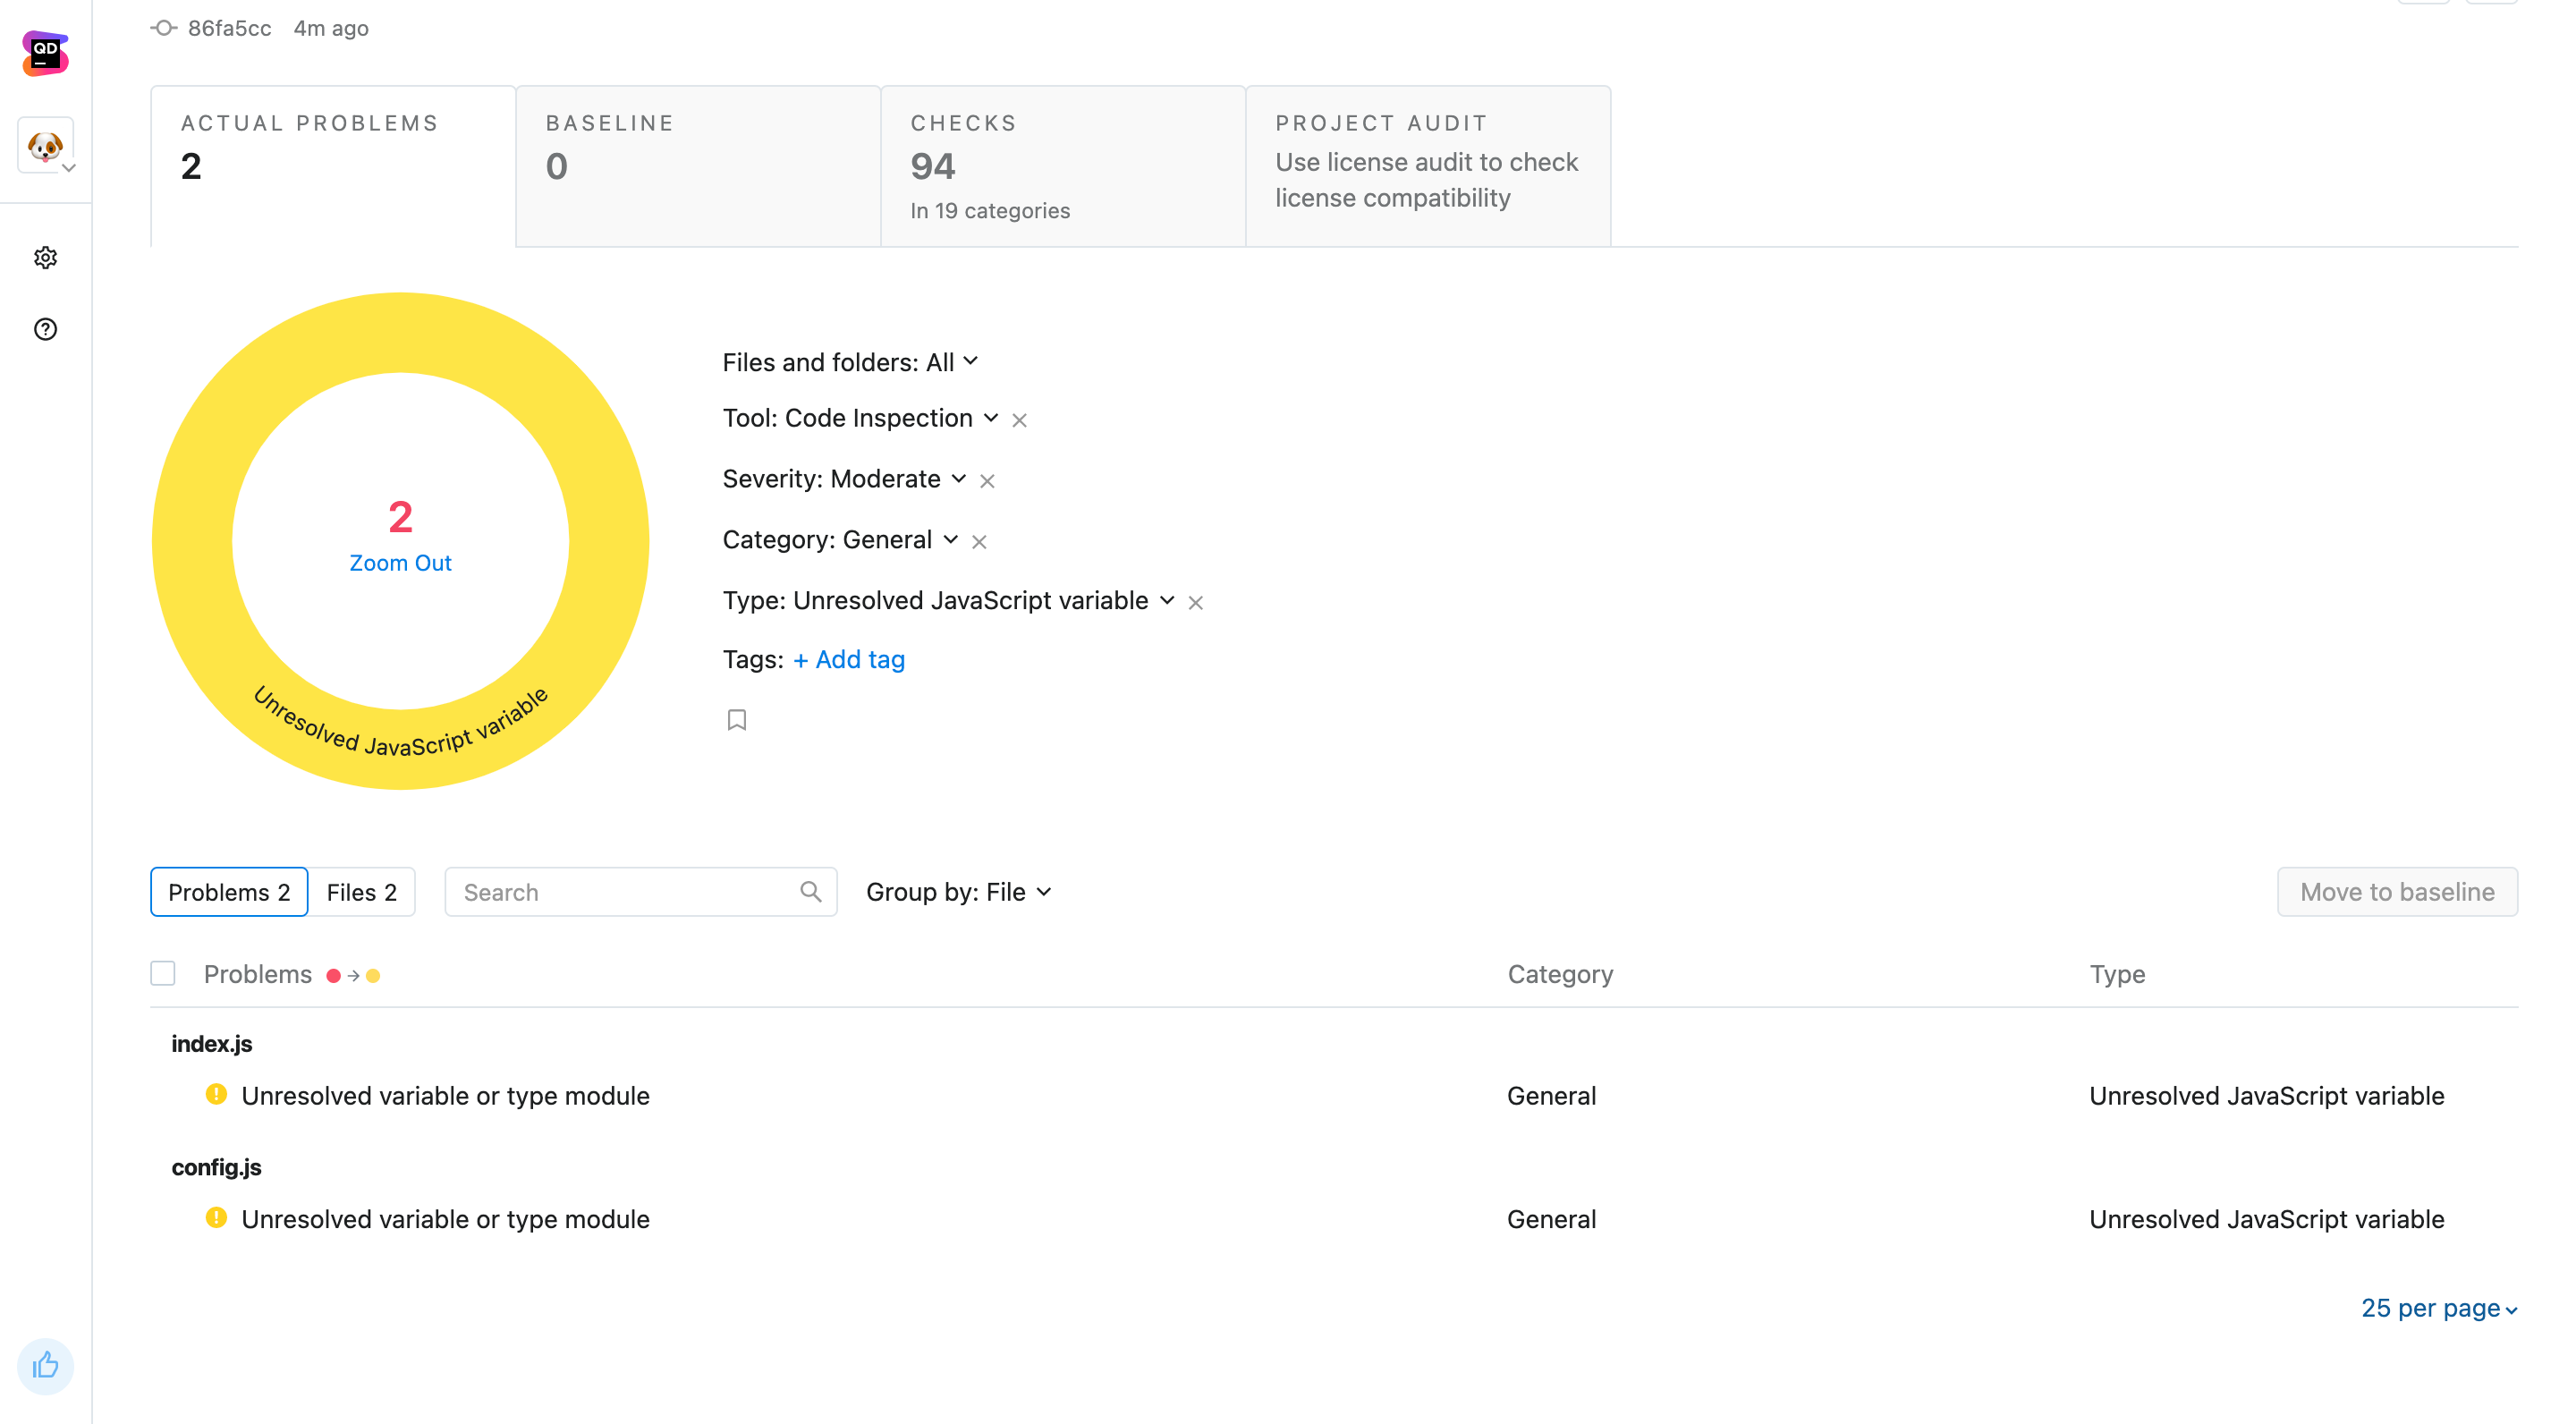 QD
86fa5cc 4m ago
ACTUAL PROBLEMS
2
BASELINE
0
CHECKS
94
In 19 categories
PROJECT AUDIT
Use license audit to check
license compatibility
2
Zoom Out
Unresolved JavaScript variable
Files and folders: All
Tool: Code Inspection
Severity: Moderate
Category: General
Type: Unresolved JavaScript variable
Tags: + Add tag
Problems 2 Files 2 Search Group by: File Move to baseline
Problems Category Type
index.js
Unresolved variable or type module General Unresolved JavaScript variable
config.js
Unresolved variable or type module General Unresolved JavaScript variable
25 per page